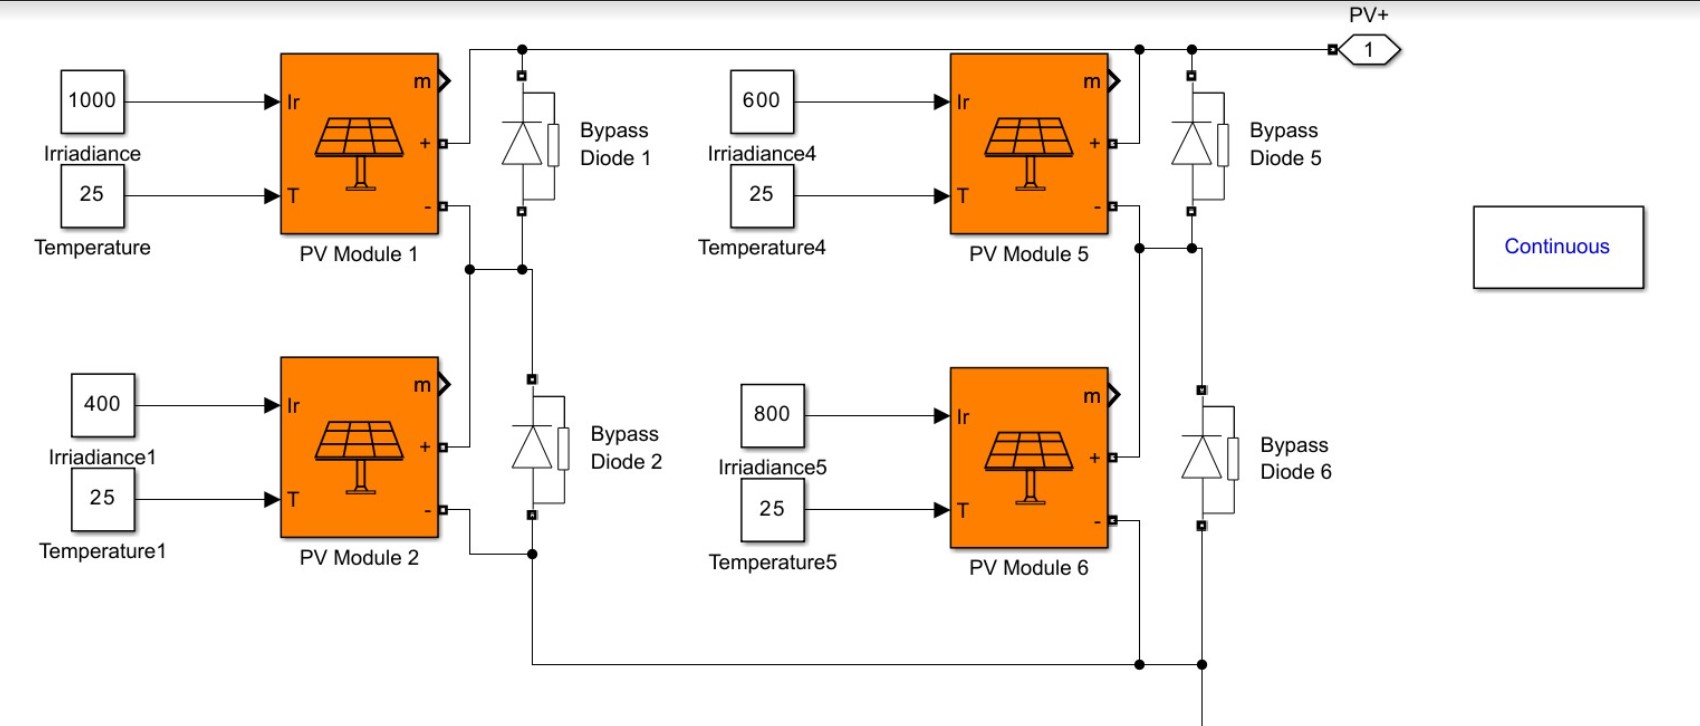 PV+
1
1000
Irriadiance
25
Temperature
Ir
T
m
+
-
PV Module 1
Bypass
Diode 1
600
Irriadiance4
25
Temperature4
Ir
T
m
+
-
PV Module 5
Bypass
Diode 5
Continuous
400
Irriadiance1
25
Temperature1
Ir
T
m
+
-
PV Module 2
Bypass
Diode 2
800
Irriadiance5
25
Temperature5
Ir
T
m
+
-
PV Module 6
Bypass
Diode 6